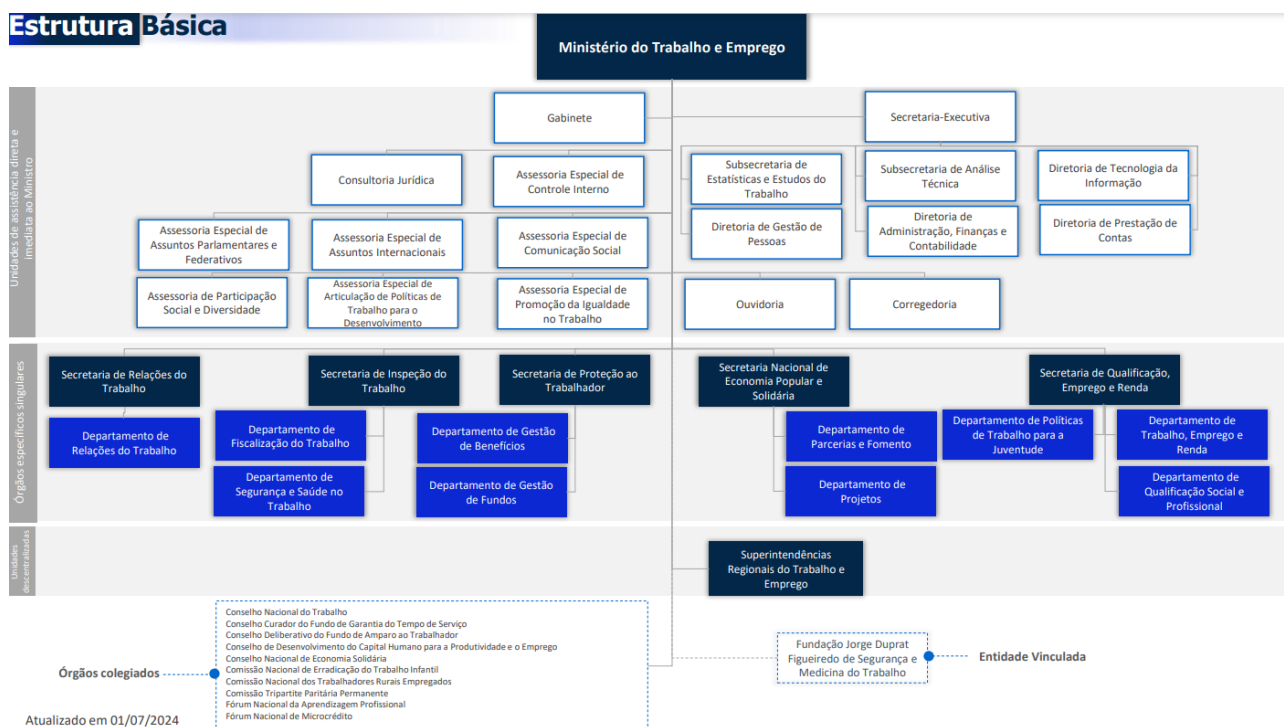 Estrutura Básica
Ministério do Trabalho e Emprego
Unidades de assistência direta e
imediata ao Ministro
Gabinete
Secretaria-Executiva
Consultoria Jurídica
Assessoria Especial de
Controle Interno
Subsecretaria de
Estatísticas e Estudos do
Trabalho
Subsecretaria de Análise
Técnica
Diretoria de Tecnologia da
Informação
Assessoria Especial de
Assuntos Parlamentares e
Federativos
Assessoria Especial de
Assuntos Internacionais
Assessoria Especial de
Comunicação Social
Diretoria de Gestão de
Pessoas
Diretoria de
Administração, Finanças e
Contabilidade
Diretoria de Prestação de
Contas
Assessoria de Participação
Social e Diversidade
Assessoria Especial de
Articulação de Políticas de
Trabalho para o
Desenvolvimento
Assessoria Especial de
Promoção da Igualdade
no Trabalho
Ouvidoria
Corregedoria
Órgãos específicos singulares
Secretaria de Relações do
Trabalho
Secretaria de Inspeção do
Trabalho
Secretaria de Proteção ao
Trabalhador
Secretaria Nacional de
Economia Popular e
Solidária
Secretaria de Qualificação,
Emprego e Renda
Departamento de
Relações do Trabalho
Departamento de
Fiscalização do Trabalho
Departamento de Gestão
de Benefícios
Departamento de
Parcerias e Fomento
Departamento de Políticas
de Trabalho para a
Juventude
Departamento de
Trabalho, Emprego e
Renda
Departamento de
Segurança e Saúde no
Trabalho
Departamento de Gestão
de Fundos
Departamento de
Projetos
Departamento de
Qualificação Social e
Profissional
Unidades
descentralizadas
Superintendências
Regionais do Trabalho e
Emprego
Órgãos colegiados
Conselho Nacional do Trabalho
Conselho Curador do Fundo de Garantia do Tempo de Serviço
Conselho Deliberativo do Fundo de Amparo ao Trabalhador
Conselho de Desenvolvimento do Capital Humano para a Produtividade e o Emprego
Conselho Nacional de Economia Solidária
Comissão Nacional de Erradicação do Trabalho Infantil
Comissão Nacional dos Trabalhadores Rurais Empregados
Comissão Tripartite Paritária Permanente
Fórum Nacional da Aprendizagem Profissional
Fórum Nacional de Microcrédito
Fundação Jorge Duprat
Figueiredo de Segurança e
Medicina do Trabalho
Entidade Vinculada
Atualizado em 01/07/2024